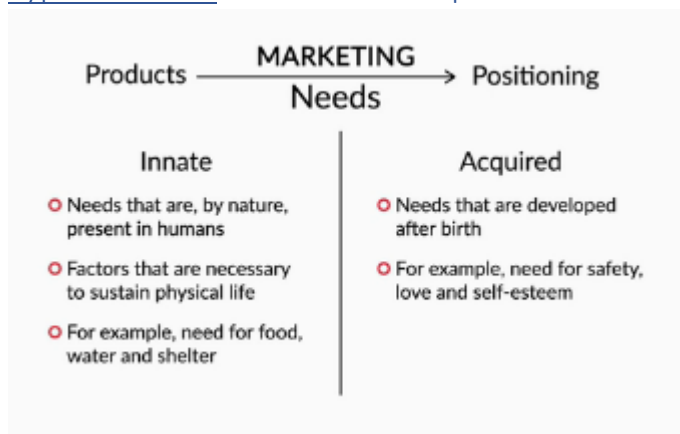 MARKETING
Products
Positioning
Needs
Innate
Needs that are, by nature,
present in humans
Factors that are necessary
to sustain physical life
For example, need for food,
water and shelter
Acquired
Needs that are developed
after birth
For example, need for safety,
love and self-esteem